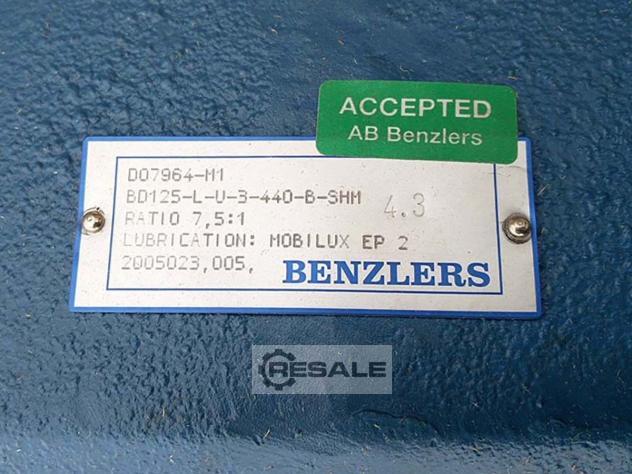 ACCEPTED
AB Benzlers
DO7964-M1
BD125-L-U-3-440-B-SHM 4.3
RATIO 7,5:1
LUBRICATION: MOBILUX EP 2
2005023,005, BENZLERS
RESALE